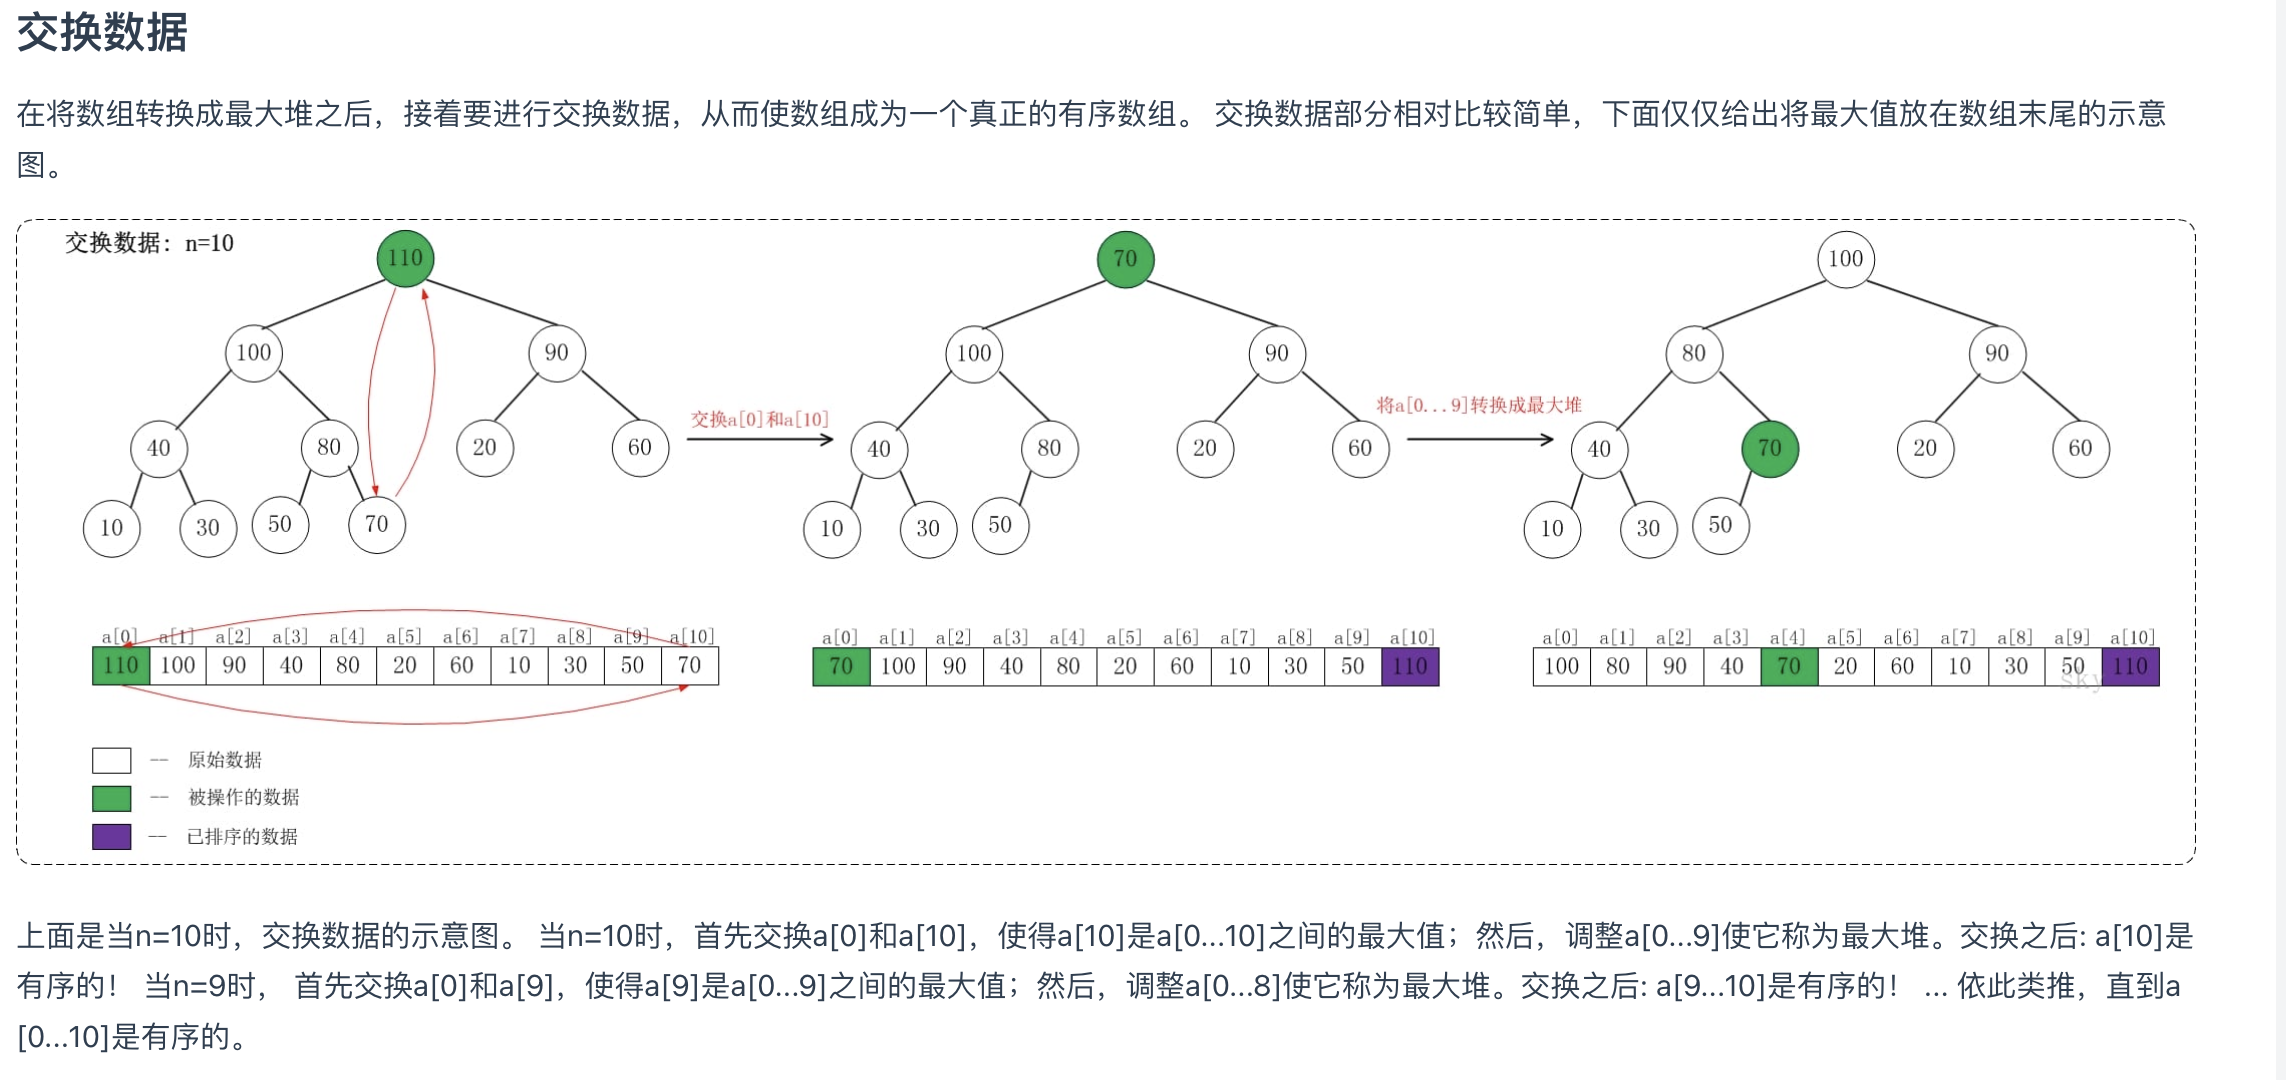 交换数据
在将数组转换成最大堆之后，接着要进行交换数据，从而使数组成为一个真正的有序数组。 交换数据部分相对比较简单，下面仅仅给出将最大值放在数组末尾的示意
图。
交换数据：n=10
110
70
100
100
90
100
90
80
90
交换a[0]和a[10]
将a[0...9]转换成最大堆
40
80
20
60
40
80
20
60
40
70
20
60
10
30
50
70
10
30
50
10
30
50
a[0] a[1] a[2] a[3] a[4] a[5] a[6] a[7] a[8] a[9] a[10]
110 100 90 40 80 20 60 10 30 50 70
a[0] a[1] a[2] a[3] a[4] a[5] a[6] a[7] a[8] a[9] a[10]
70 100 90 40 80 20 60 10 30 50 110
a[0] a[1] a[2] a[3] a[4] a[5] a[6] a[7] a[8] a[9] a[10]
100 80 90 40 70 20 60 10 30 50 110
sky
-- 原始数据
-- 被操作的数据
-- 已排序的数据
上面是当n=10时，交换数据的示意图。 当n=10时，首先交换a[0]和a[10]，使得a[10]是a[0...10]之间的最大值；然后，调整a[0...9]使它称为最大堆。交换之后: a[10]是
有序的！ 当n=9时， 首先交换a[0]和a[9]，使得a[9]是a[0...9]之间的最大值；然后，调整a[0...8]使它称为最大堆。交换之后: a[9...10]是有序的！ ... 依此类推，直到a
[0...10]是有序的。